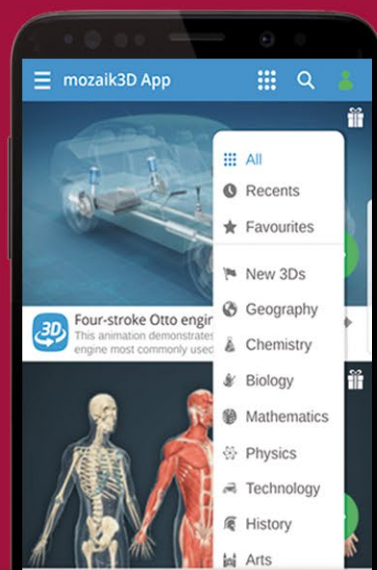 mozaik3D App
All
Recents
Favourites
New 3Ds
Geography
Chemistry
Biology
Mathematics
Physics
Technology
History
Arts
3D
Four-stroke Otto engin
This animation demonstrates
engine most commonly used